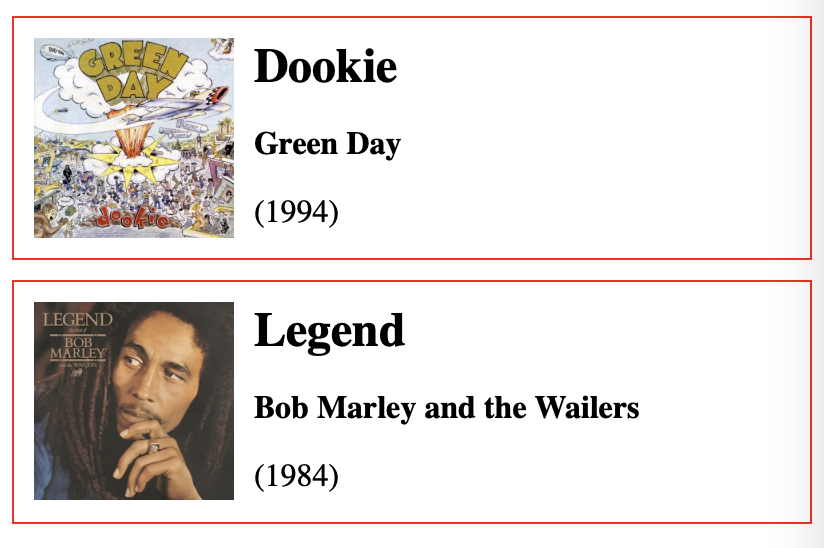 GREEN
DAY
dookie
Dookie
Green Day
(1994)
LEGEND
the best of
BOB
MARLEY
and the WAILERS
Legend
Bob Marley and the Wailers
(1984)